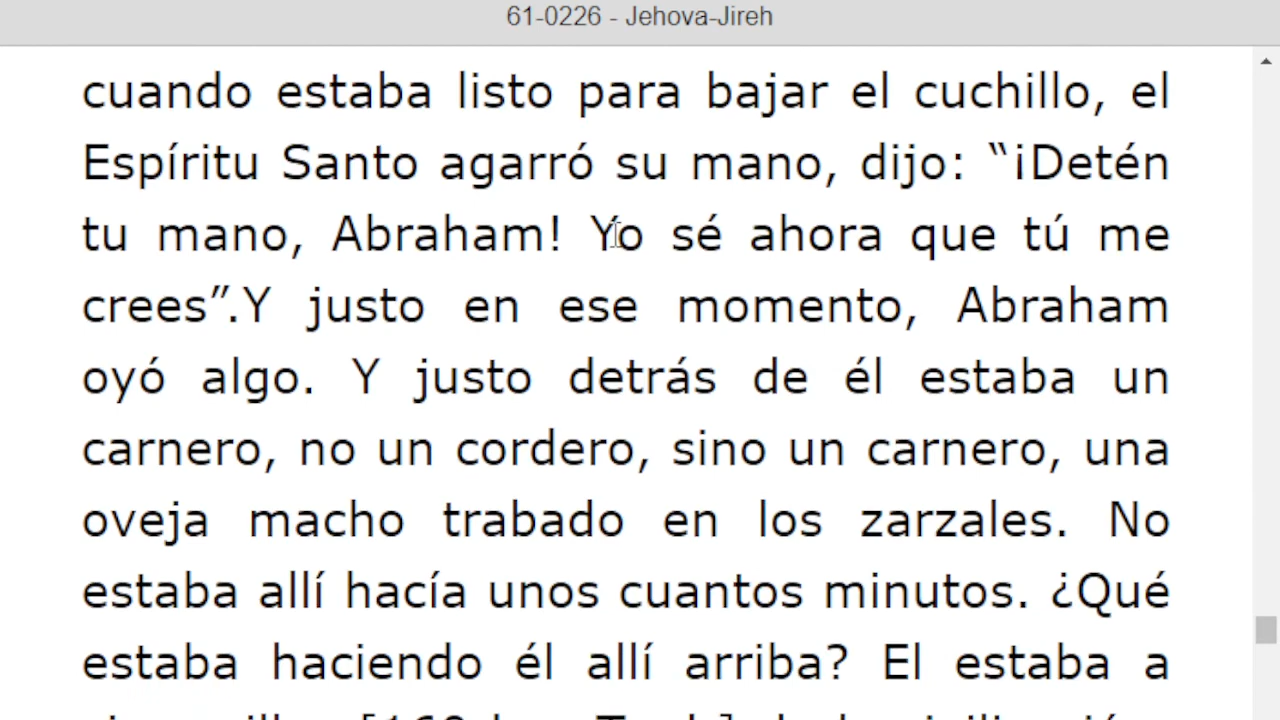 61-0226 - Jehova-Jireh
cuando estaba listo para bajar el cuchillo, el
Espíritu Santo agarró su mano, dijo: “¡Detén
tu mano, Abraham! Yo sé ahora que tú me
crees”.Y justo en ese momento, Abraham
oyó algo. Y justo detrás de él estaba un
carnero, no un cordero, sino un carnero, una
oveja macho trabado en los zarzales. No
estaba allí hacía unos cuantos minutos. ¿Qué
estaba haciendo él allí arriba? El estaba a